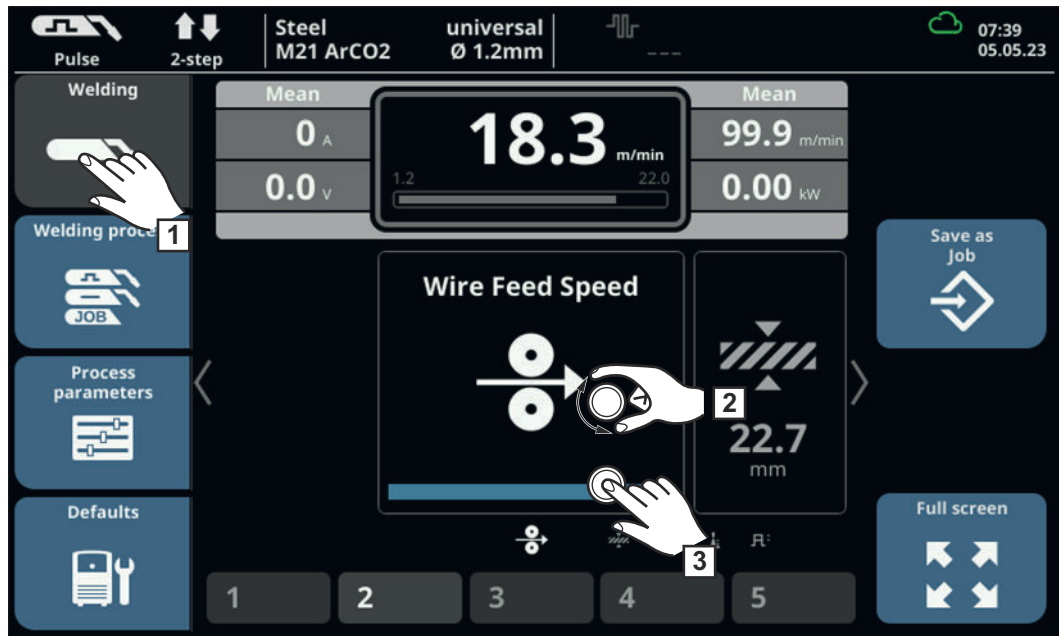 Pulse
2-step
Steel
M21 ArCO2
universal
Ø 1.2mm
---
07:39
05.05.23
Welding
1
Welding proce
JOB
Process
parameters
Defaults
Mean
0 A
0.0 V
18.3 m/min
1.2
22.0
Mean
99.9 m/min
0.00 kW
Wire Feed Speed
2
22.7
mm
3
Save as
Job
Full screen
1
2
3
4
5